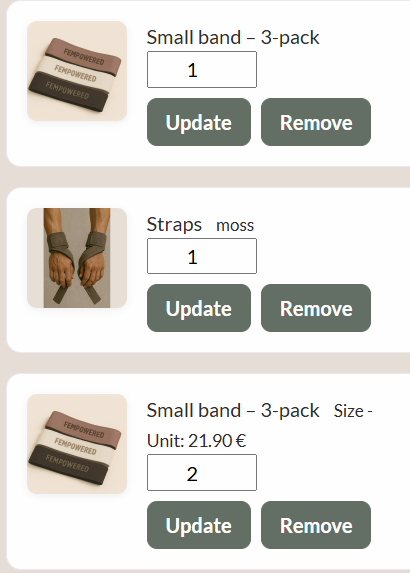 FEMPOWERED
FEMPOWERED
FEMPOWERED
Small band – 3-pack
1
Update Remove
Straps moss
1
Update Remove
FEMPOWERED
FEMPOWERED
FEMPOWERED
Small band – 3-pack Size -
Unit: 21.90 €
2
Update Remove